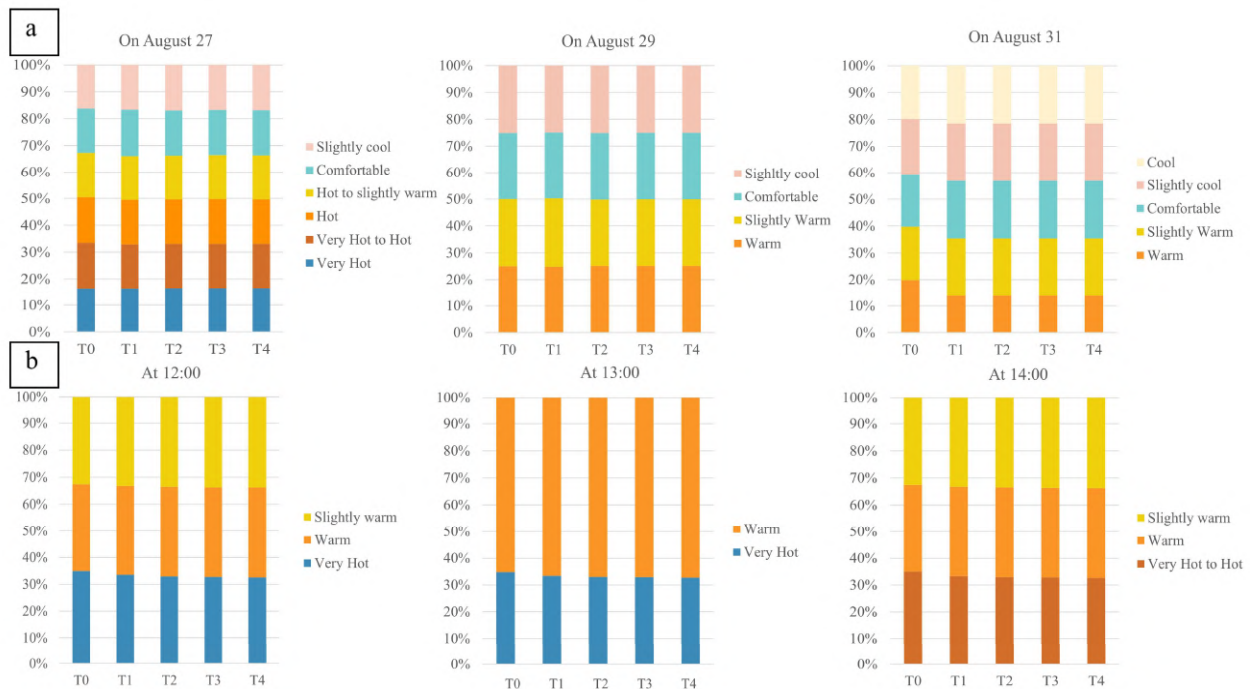 a
On August 27
100%
90%
80%
70%
60%
50%
40%
30%
20%
10%
0%
T0 T1 T2 T3 T4
Slightly cool
Comfortable
Hot to slightly warm
Hot
Very Hot to Hot
Very Hot
On August 29
100%
90%
80%
70%
60%
50%
40%
30%
20%
10%
0%
T0 T1 T2 T3 T4
Sighltly cool
Comfortable
Slightly Warm
Warm
On August 31
100%
90%
80%
70%
60%
50%
40%
30%
20%
10%
0%
T0 T1 T2 T3 T4
Cool
Slightly cool
Comfortable
Slightly Warm
Warm
b
At 12:00
100%
90%
80%
70%
60%
50%
40%
30%
20%
10%
0%
T0 T1 T2 T3 T4
Slightly warm
Warm
Very Hot
At 13:00
100%
90%
80%
70%
60%
50%
40%
30%
20%
10%
0%
T0 T1 T2 T3 T4
Warm
Very Hot
At 14:00
100%
90%
80%
70%
60%
50%
40%
30%
20%
10%
0%
T0 T1 T2 T3 T4
Slightly warm
Warm
Very Hot to Hot